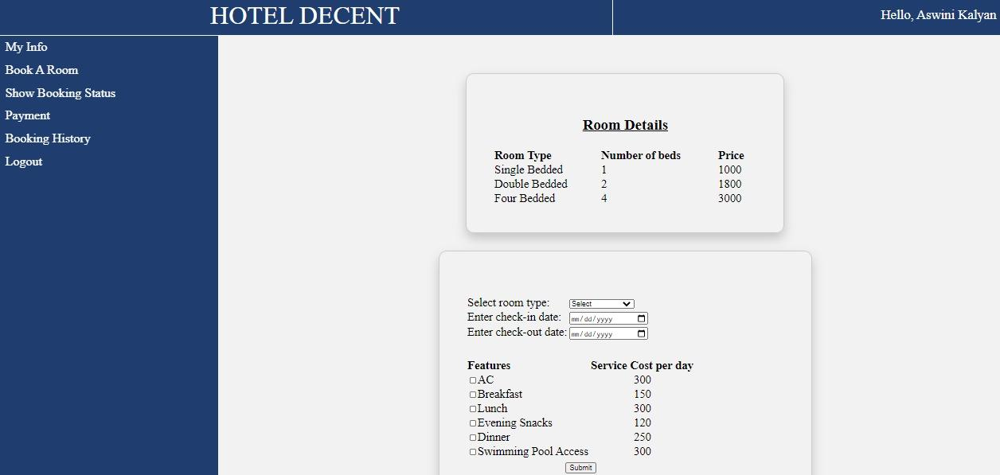 HOTEL DECENT
Hello, Aswini Kalyan
My Info
Book A Room
Show Booking Status
Payment
Booking History
Logout
Room Details
Room Type Number of beds Price
Single Bedded 1 1000
Double Bedded 2 1800
Four Bedded 4 3000
Select room type: Select
Enter check-in date: mm/dd/yyyy
Enter check-out date: mm/dd/yyyy
Features Service Cost per day
AC 300
Breakfast 150
Lunch 300
Evening Snacks 120
Dinner 250
Swimming Pool Access 300
Submit